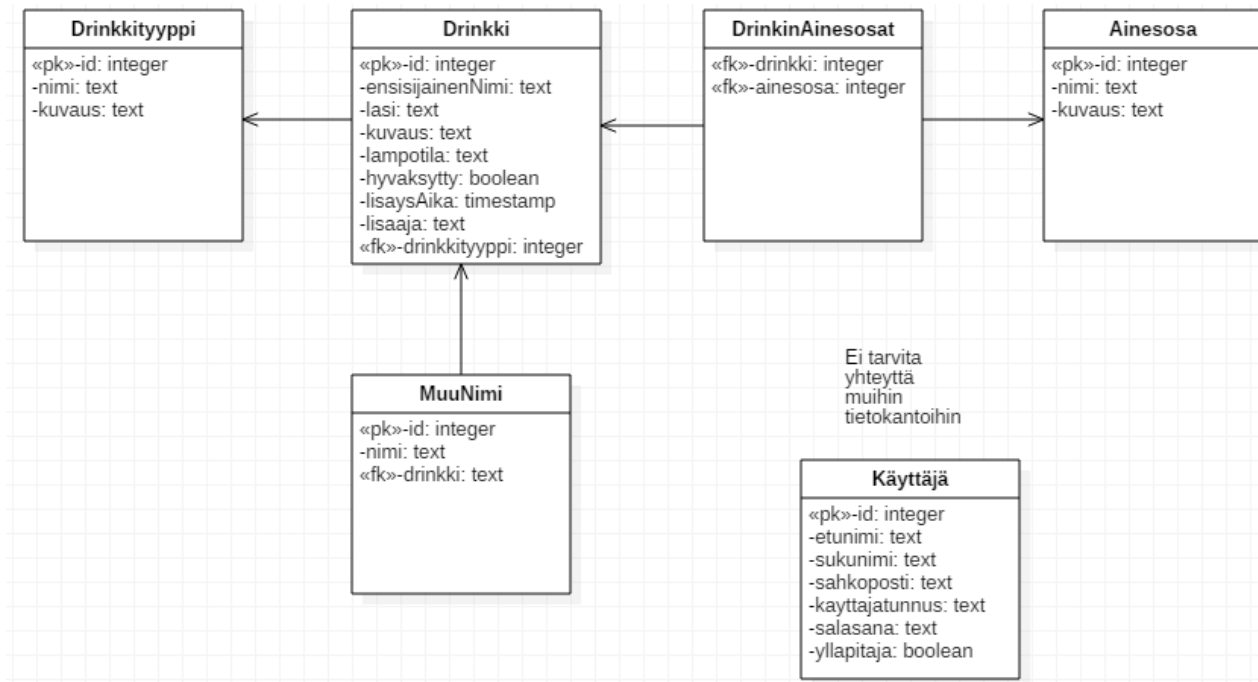 Drinkkityyppi
«pk»-id: integer
-nimi: text
-kuvaus: text
Drinkki
«pk»-id: integer
-ensisijainenNimi: text
-lasi: text
-kuvaus: text
-lampotila: text
-hyvaksytty: boolean
-lisaysAika: timestamp
-lisaaja: text
«fk»-drinkkityyppi: integer
DrinkinAinesosat
«fk»-drinkki: integer
«fk»-ainesosa: integer
Ainesosa
«pk»-id: integer
-nimi: text
-kuvaus: text
MuuNimi
«pk»-id: integer
-nimi: text
«fk»-drinkki: text
Ei tarvita
yhteyttä
muihin
tietokantoihin
Käyttäjä
«pk»-id: integer
-etunimi: text
-sukunimi: text
-sahkoposti: text
-kayttajatunnus: text
-salasana: text
-yllapitaja: boolean